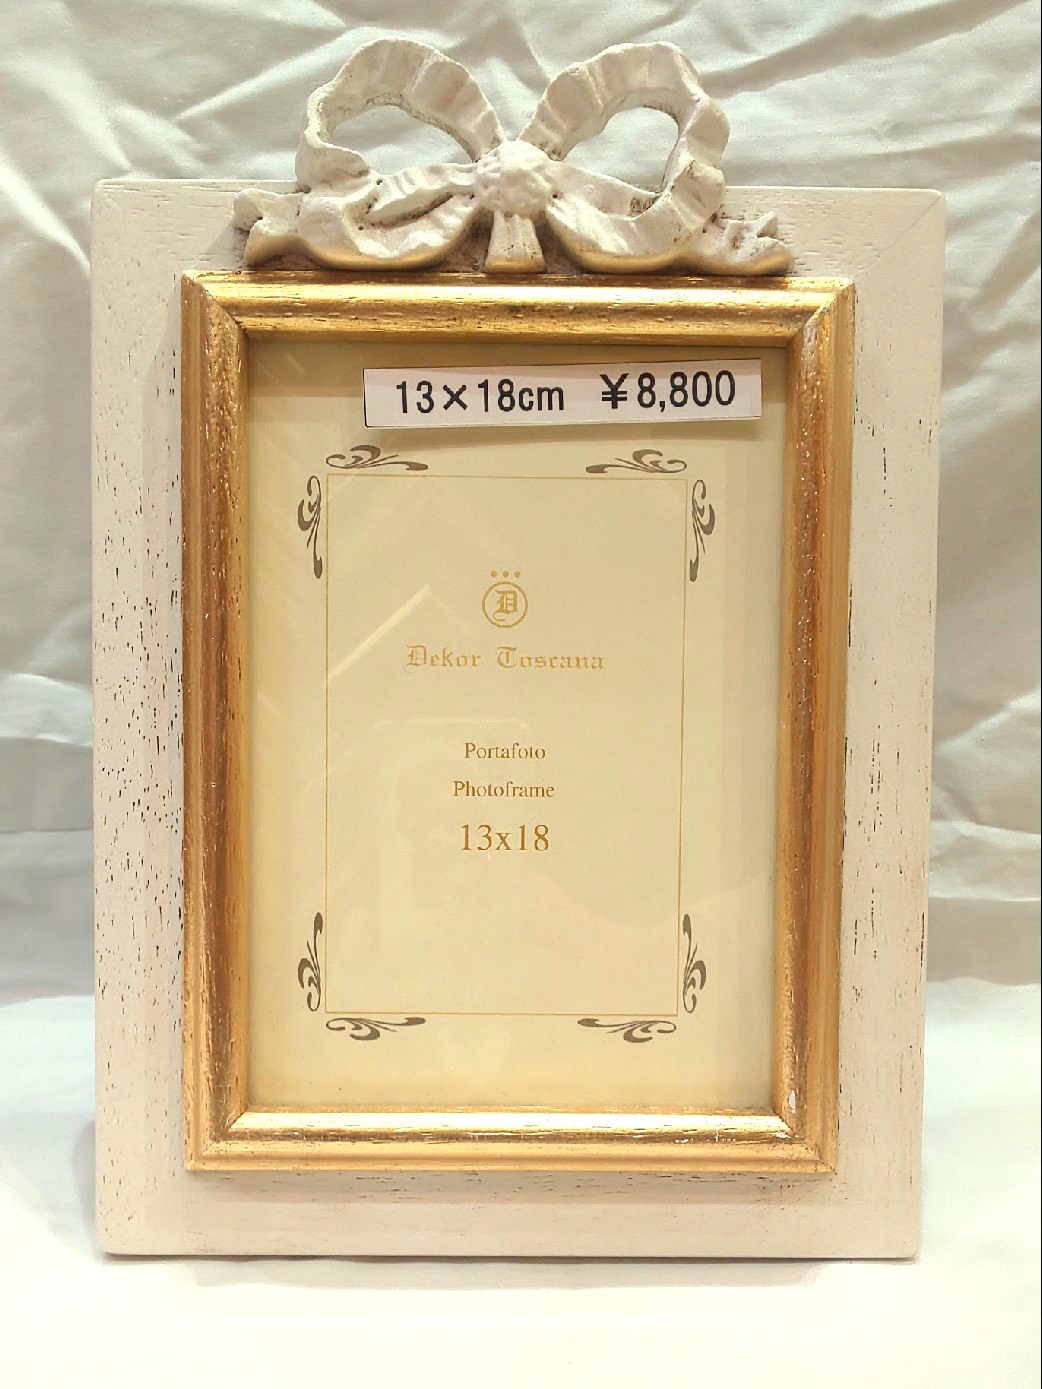 13×18cm ¥8,800
D
Dekor Toscana
Portafoto
Photoframe
13x18